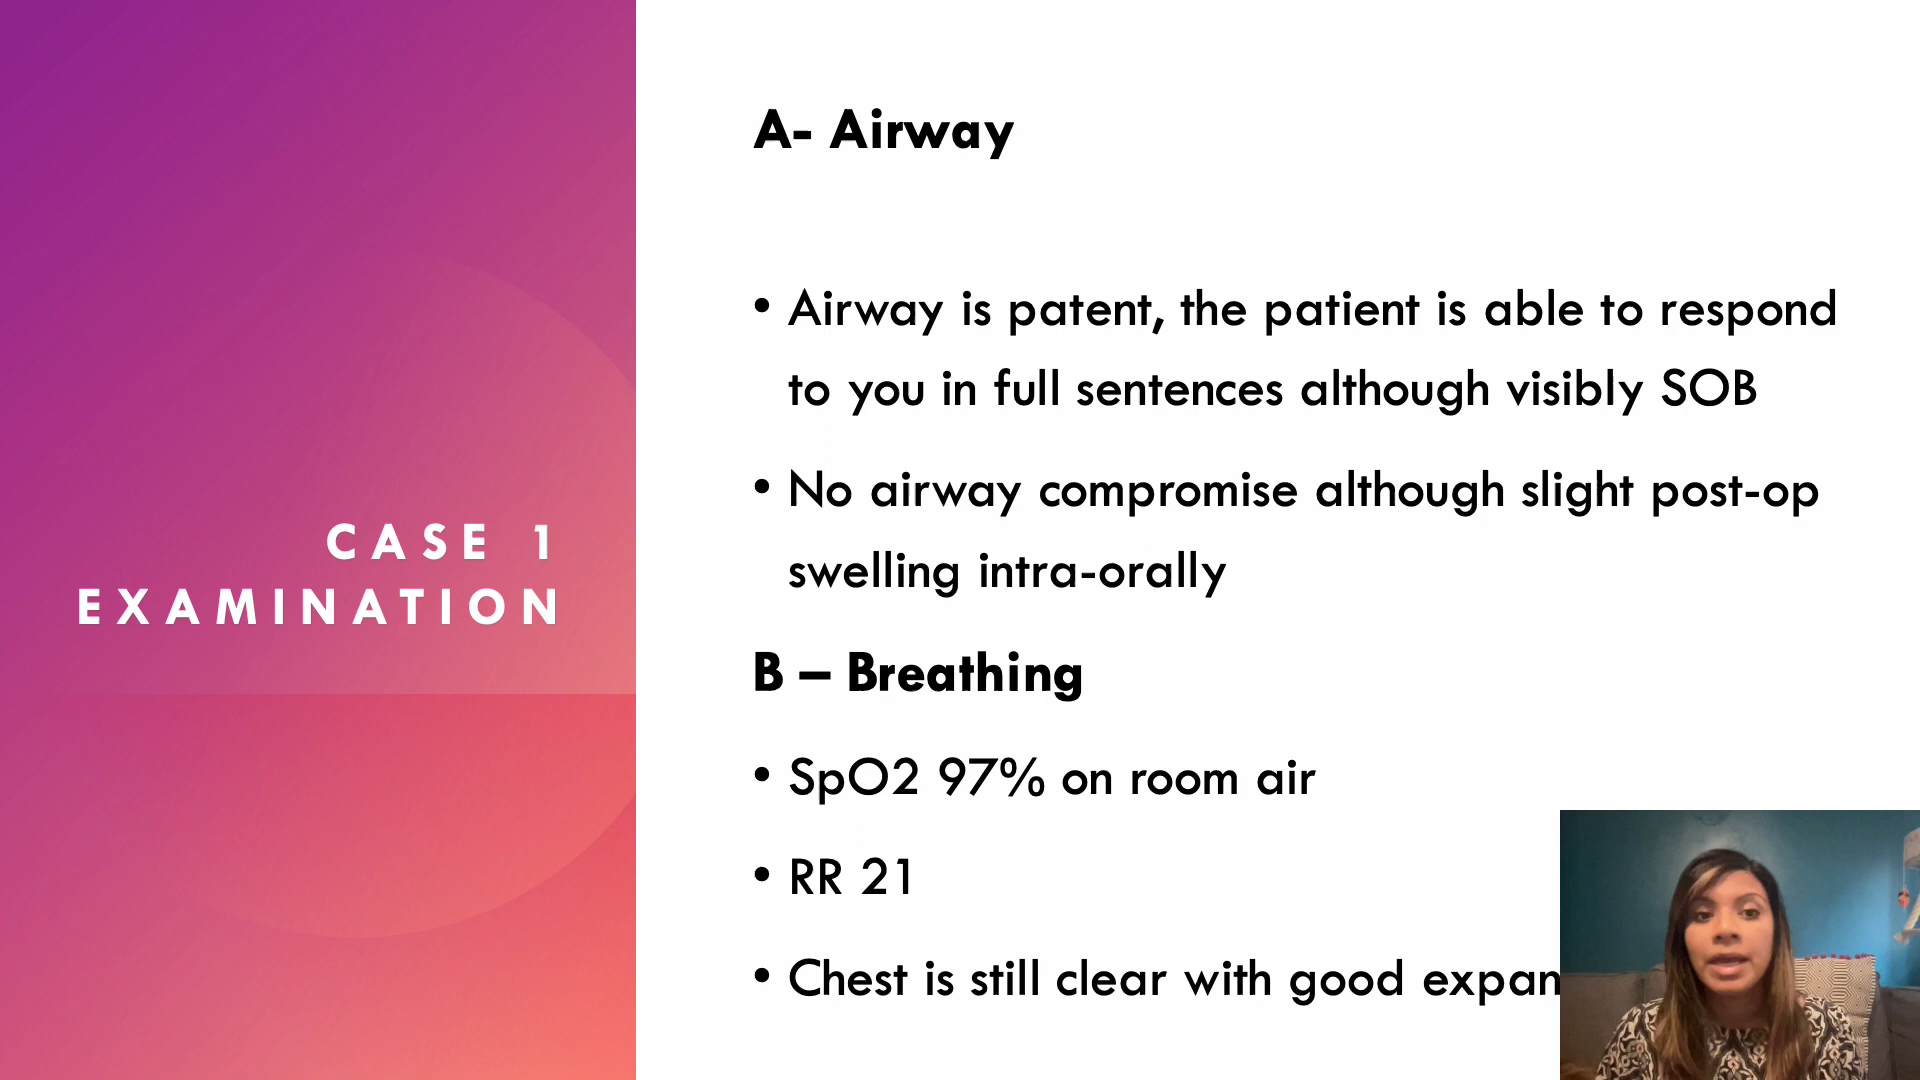 CASE 1
EXAMINATION
A- Airway
• Airway is patent, the patient is able to respond
to you in full sentences although visibly SOB
• No airway compromise although slight post-op
swelling intra-orally
B – Breathing
• SpO2 97% on room air
• RR 21
• Chest is still clear with good expan